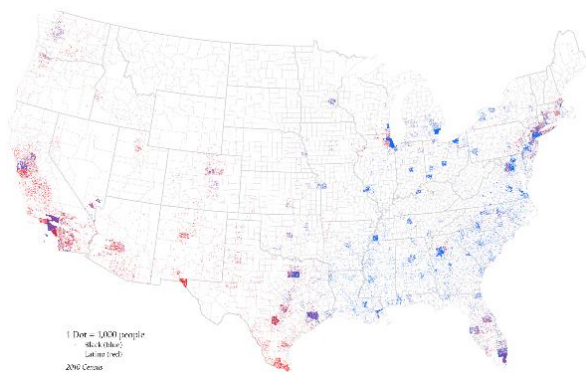 1 Dot = 1,000 people
Black (blue)
Latino (red)
2010 Census